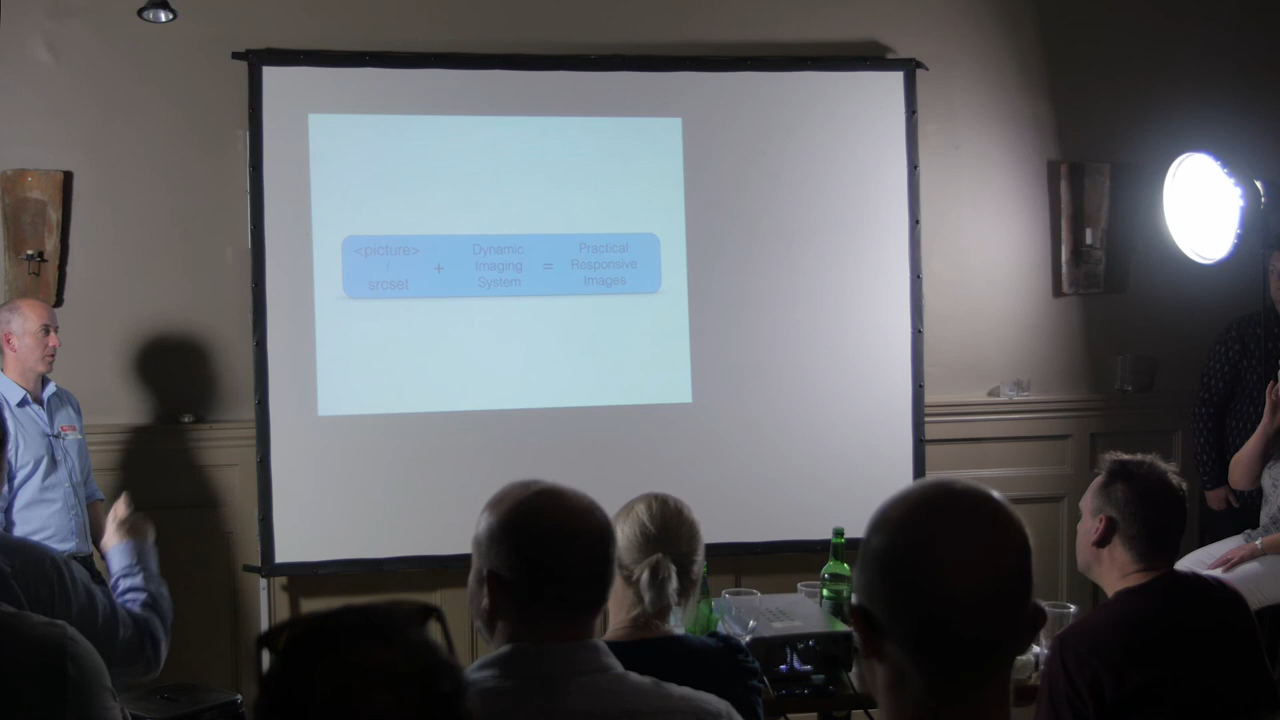 <picture>
/
srcset
+
Dynamic
Imaging
System
=
Practical
Responsive
Images